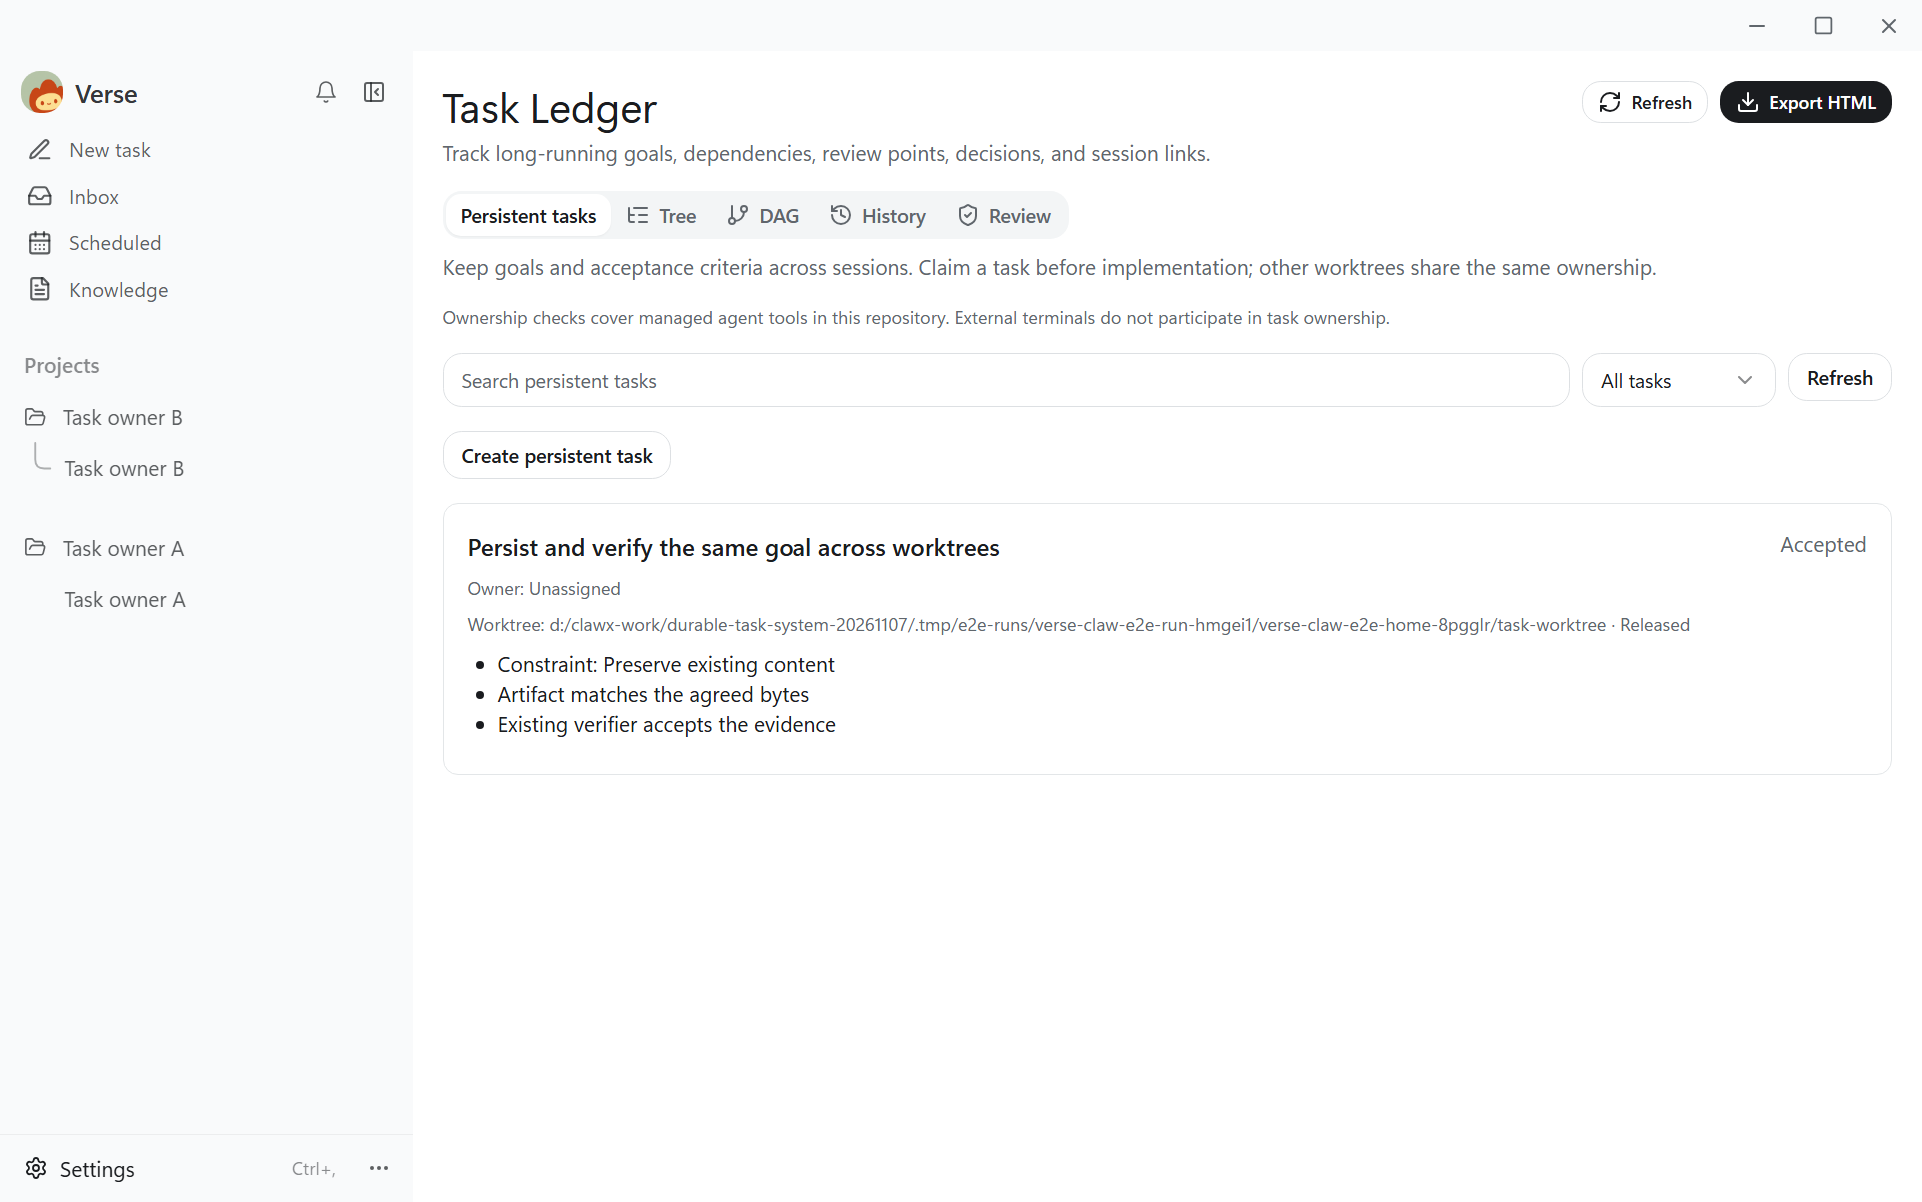 Verse
New task
Inbox
Scheduled
Knowledge
Projects
Task owner B
Task owner B
Task owner A
Task owner A
Settings
Ctrl+,
Task Ledger
Refresh
Export HTML
Track long-running goals, dependencies, review points, decisions, and session links.
Persistent tasks
Tree
DAG
History
Review
Keep goals and acceptance criteria across sessions. Claim a task before implementation; other worktrees share the same ownership.
Ownership checks cover managed agent tools in this repository. External terminals do not participate in task ownership.
Search persistent tasks
All tasks
Refresh
Create persistent task
Persist and verify the same goal across worktrees
Accepted
Owner: Unassigned
Worktree: d:/clawx-work/durable-task-system-20261107/.tmp/e2e-runs/verse-claw-e2e-run-hmgei1/verse-claw-e2e-home-8pgglr/task-worktree · Released
Constraint: Preserve existing content
Artifact matches the agreed bytes
Existing verifier accepts the evidence